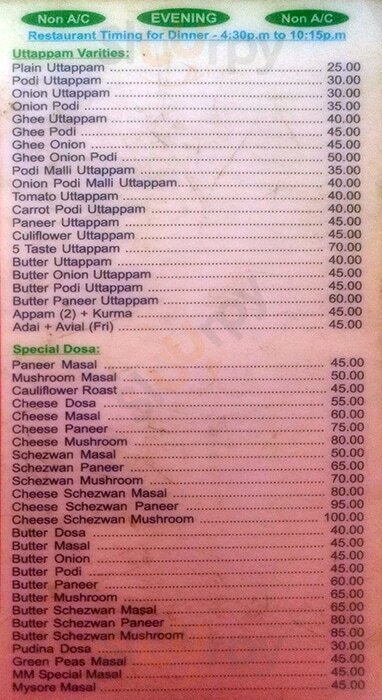 Non A/C EVENING Non A/C
Restaurant Timing for Dinner - 4:30p.m to 10:15p.m
Uttappam Varities:
Plain Uttappam 25.00
Podi Uttappam 30.00
Onion Uttappam 30.00
Onion Podi 35.00
Ghee Uttappam 40.00
Ghee Podi 45.00
Ghee Onion 45.00
Ghee Onion Podi 50.00
Podi Malli Uttappam 35.00
Onion Podi Malli Uttappam 40.00
Tomato Uttappam 40.00
Carrot Podi Uttappam 40.00
Paneer Uttappam 45.00
Culiflower Uttappam 45.00
5 Taste Uttappam 70.00
Butter Uttappam 40.00
Butter Onion Uttappam 45.00
Butter Podi Uttappam 45.00
Butter Paneer Uttappam 60.00
Appam (2) + Kurma 45.00
Adai + Avial (Fri) 45.00
Special Dosa:
Paneer Masal 45.00
Mushroom Masal 50.00
Cauliflower Roast 45.00
Cheese Dosa 55.00
Cheese Masal 60.00
Cheese Paneer 75.00
Cheese Mushroom 80.00
Schezwan Masal 50.00
Schezwan Paneer 65.00
Schezwan Mushroom 70.00
Cheese Schezwan Masal 80.00
Cheese Schezwan Paneer 95.00
Cheese Schezwan Mushroom 100.00
Butter Dosa 40.00
Butter Masal 45.00
Butter Onion 45.00
Butter Podi 45.00
Butter Paneer 60.00
Butter Mushroom 65.00
Butter Schezwan Masal 65.00
Butter Schezwan Paneer 80.00
Butter Schezwan Mushroom 85.00
Pudina Dosa 30.00
Green Peas Masal 45.00
MM Special Masal 45.00
Mysore Masal 45.00